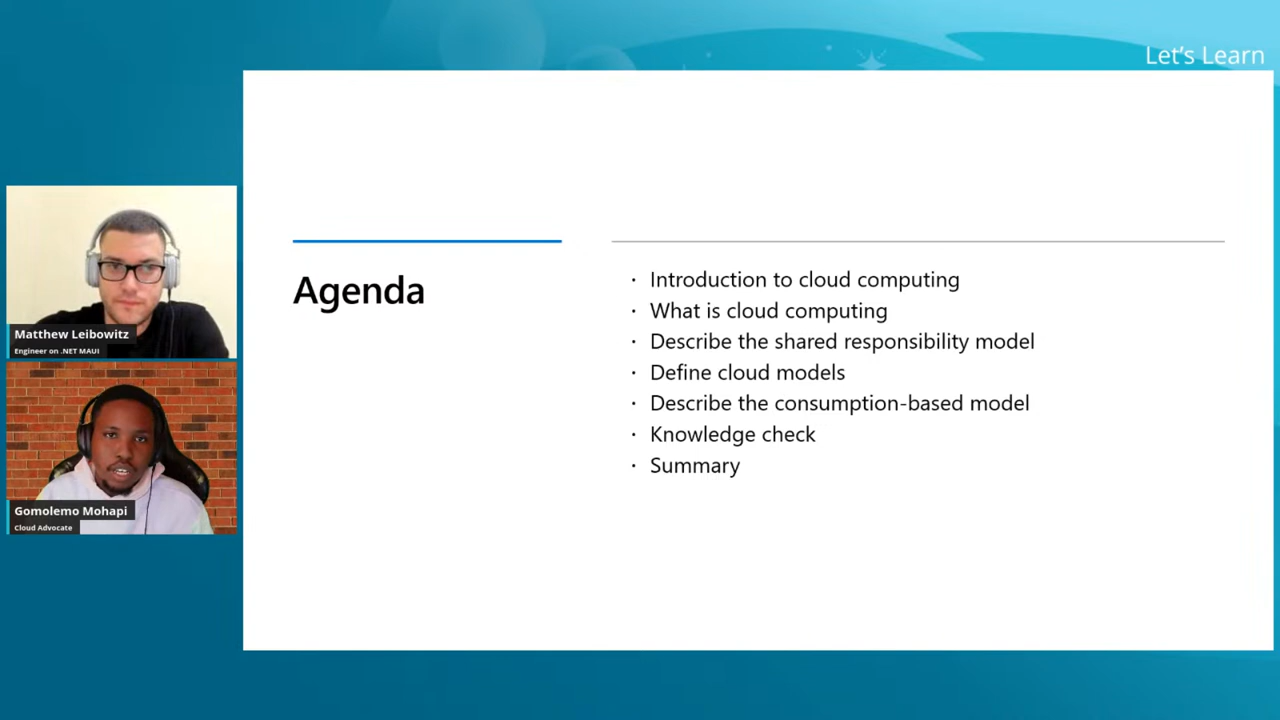 Let's Learn
Matthew Leibowitz
Engineer on .NET MAUI
Gomolemo Mohapi
Cloud Advocate
Agenda
· Introduction to cloud computing
· What is cloud computing
· Describe the shared responsibility model
· Define cloud models
· Describe the consumption-based model
· Knowledge check
· Summary